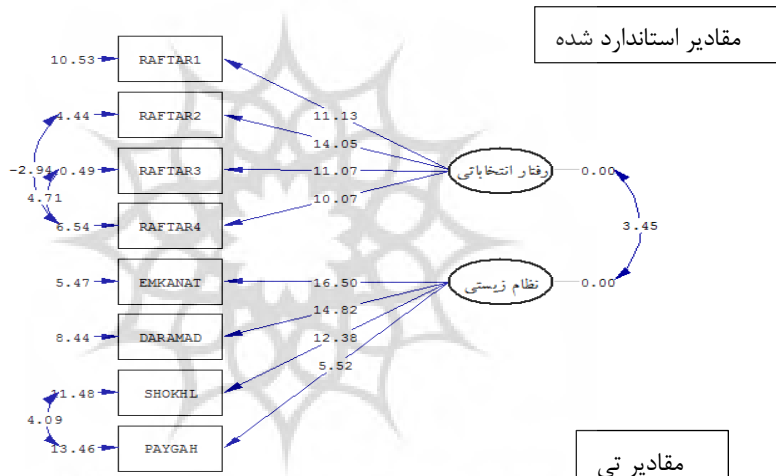 مقادیر استاندارد شده
10.53 RAFTAR1
11.13
4.44 RAFTAR2
14.05
-2.94
0.49 RAFTAR3
11.07
رفتار انتخاباتی
0.00
4.71
10.07
6.54 RAFTAR4
3.45
5.47 EMKANAT
16.50
نظام زیستی
0.00
14.82
8.44 DARAMAD
12.38
5.52
11.48 SHOKHL
4.09
13.46 PAYGAH
مقادیر تی